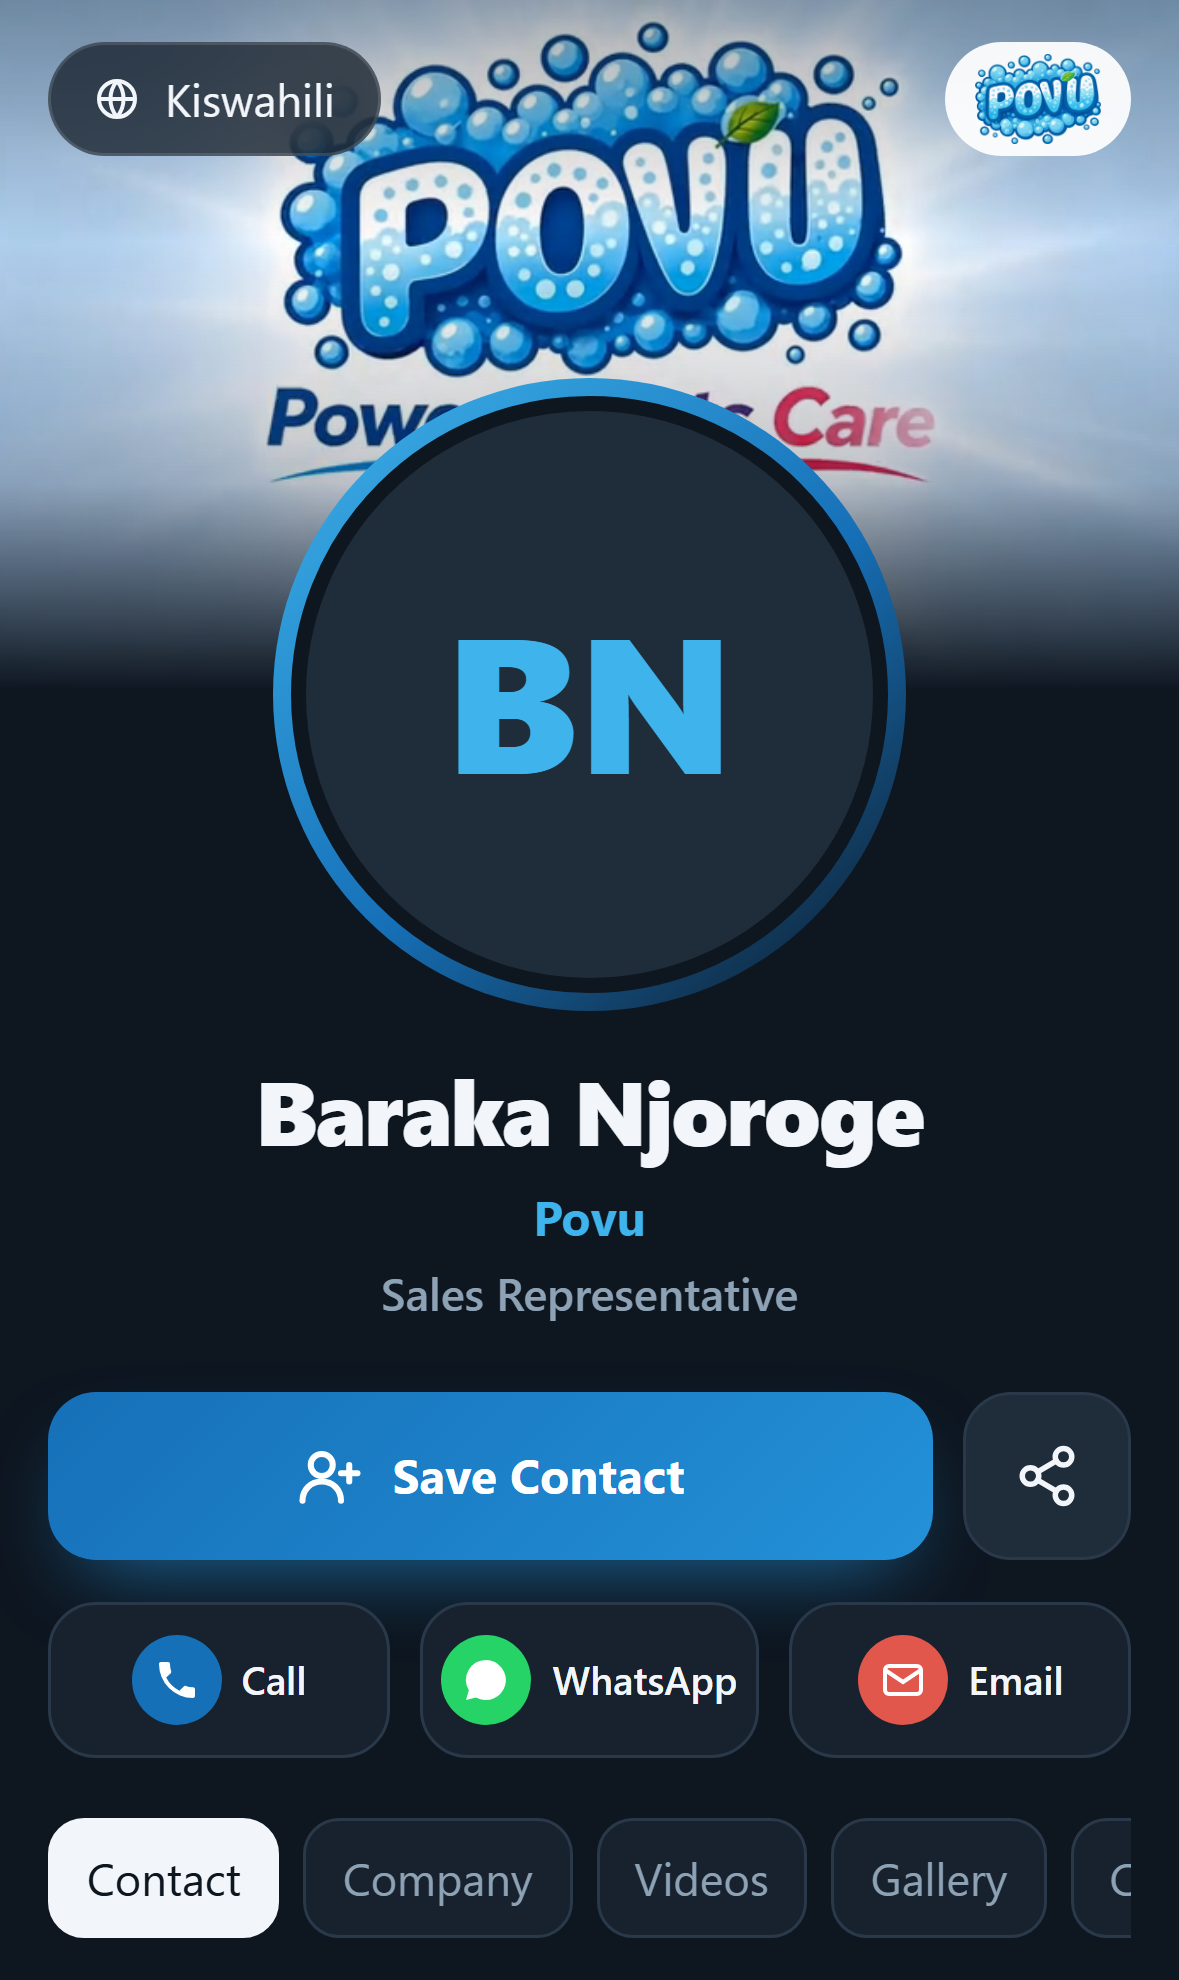 Kiswahili
POVU
POVU
Care
BN
Baraka Njoroge
Povu
Sales Representative
Save Contact
Call
WhatsApp
Email
Contact
Company
Videos
Gallery